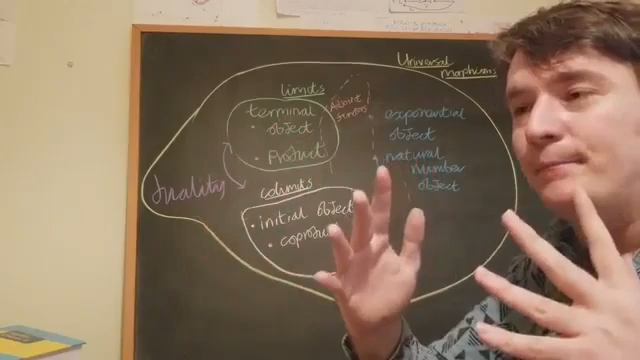 Universal
morphisms
limits
terminal
• object
• Product
Adjoint
functors
exponential
object
natural
number
object
duality
colimits
• initial object
• coprodu